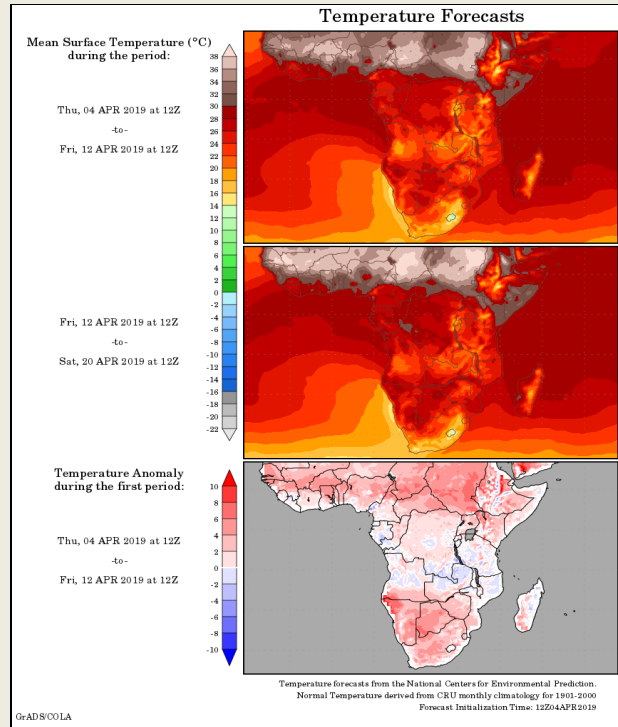 Temperature Forecasts
Mean Surface Temperature (°C)
during the period:
Thu, 04 APR 2019 at 12Z
-to-
Fri, 12 APR 2019 at 12Z
38
36
34
32
30
28
26
24
22
20
18
16
14
12
10
8
6
4
2
0
-2
-4
-6
-8
-10
-12
-14
-16
-18
-20
-22
Fri, 12 APR 2019 at 12Z
-to-
Sat, 20 APR 2019 at 12Z
Temperature Anomaly
during the first period:
Thu, 04 APR 2019 at 12Z
-to-
Fri, 12 APR 2019 at 12Z
10
8
6
4
2
0
-2
-4
-6
-8
-10
Temperature forecasts from the National Centers for Environmental Prediction.
Normal Temperature derived from CRU monthly climatology for 1901-2000
Forecast Initialization Time: 12Z04APR2019
GrADS/COLA